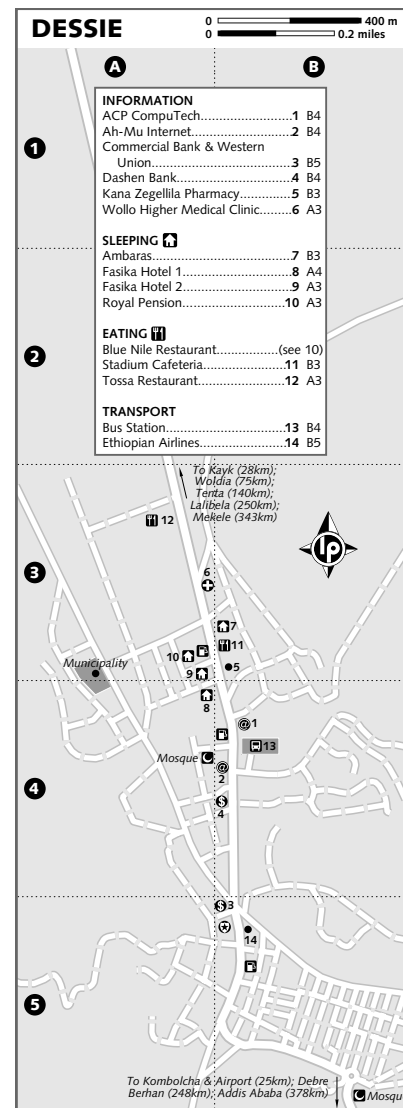 DESSIE
0 400 m
0 0.2 miles
A B
1
INFORMATION
ACP CompuTech......................1 B4
Ah-Mu Internet.......................2 B4
Commercial Bank & Western
Union..................................3 B5
Dashen Bank..........................4 B4
Kana Zegellila Pharmacy..........5 B3
Wollo Higher Medical Clinic.......6 A3
SLEEPING
Ambaras................................7 B3
Fasika Hotel 1........................8 A4
Fasika Hotel 2........................9 A3
Royal Pension.......................10 A3
2
EATING
Blue Nile Restaurant...............(see 10)
Stadium Cafeteria..................11 B3
Tossa Restaurant...................12 A3
TRANSPORT
Bus Station...........................13 B4
Ethiopian Airlines...................14 B5
To Kayk (28km);
Woldia (75km);
Tenta (140km);
Lalibela (250km);
Mekele (343km)
12
lp
3
6
7
11
10
5
Municipality
9
8
1
13
Mosque
2
4
4
3
14
5
To Kombolcha & Airport (25km); Debre
Berhan (248km); Addis Ababa (378km)
Mosqu